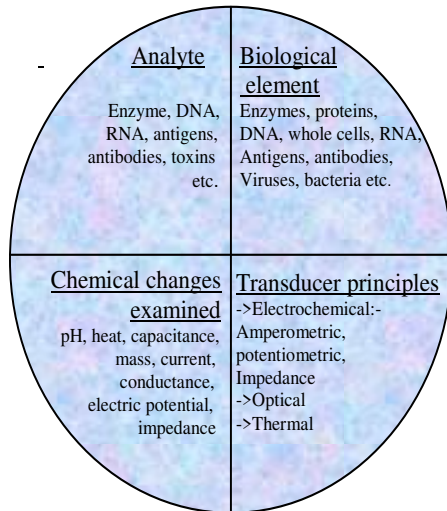 -
Analyte
Enzyme, DNA,
RNA, antigens,
antibodies, toxins
etc.
Biological
element
Enzymes, proteins,
DNA, whole cells, RNA,
Antigens, antibodies,
Viruses, bacteria etc.
Chemical changes
examined
pH, heat, capacitance,
mass, current,
conductance,
electric potential,
impedance
Transducer principles
->Electrochemical:-
Amperometric,
potentiometric,
Impedance
->Optical
->Thermal